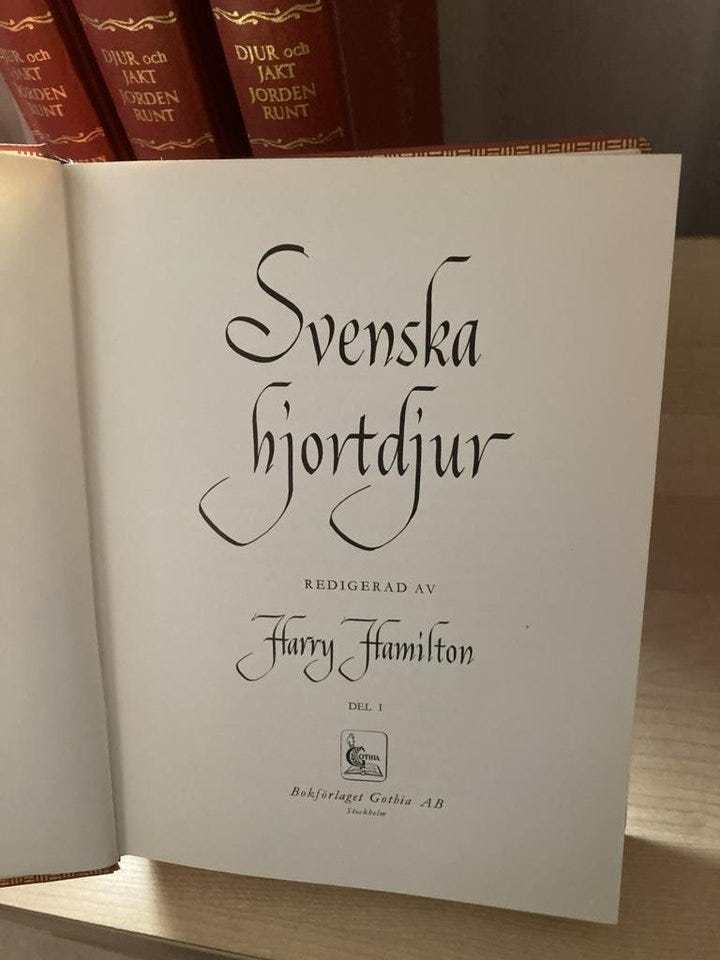 DJUR och
JAKT
JORDEN
RUNT
DJUR och
JAKT
JORDEN
RUNT
DJUR och
JAKT
JORDEN
RUNT
Svenska
hjortdjur
REDIGERAD AV
Harry Hamilton
DEL I
GOTHIA
Bokförlaget Gothia AB
Stockholm